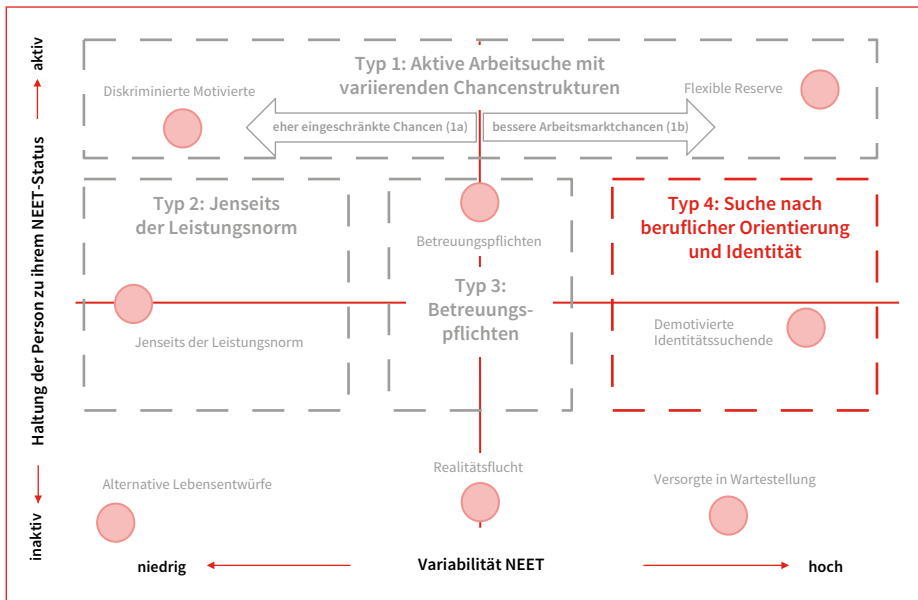 aktiv
Haltung der Person zu ihrem NEET-Status
inaktiv
Typ 1: Aktive Arbeitsuche mit
variierenden Chancenstrukturen
Diskriminierte Motivierte
Flexible Reserve
eher eingeschränkte Chancen (1a)
bessere Arbeitsmarktchancen (1b)
Typ 2: Jenseits
der Leistungsnorm
Jenseits der Leistungsnorm
Betreuungspflichten
Typ 3:
Betreuungs-
pflichten
Typ 4: Suche nach
beruflicher Orientierung
und Identität
Demotivierte
Identitätssuchende
Alternative Lebensentwürfe
Realitätsflucht
Versorgte in Wartestellung
niedrig
Variabilität NEET
hoch